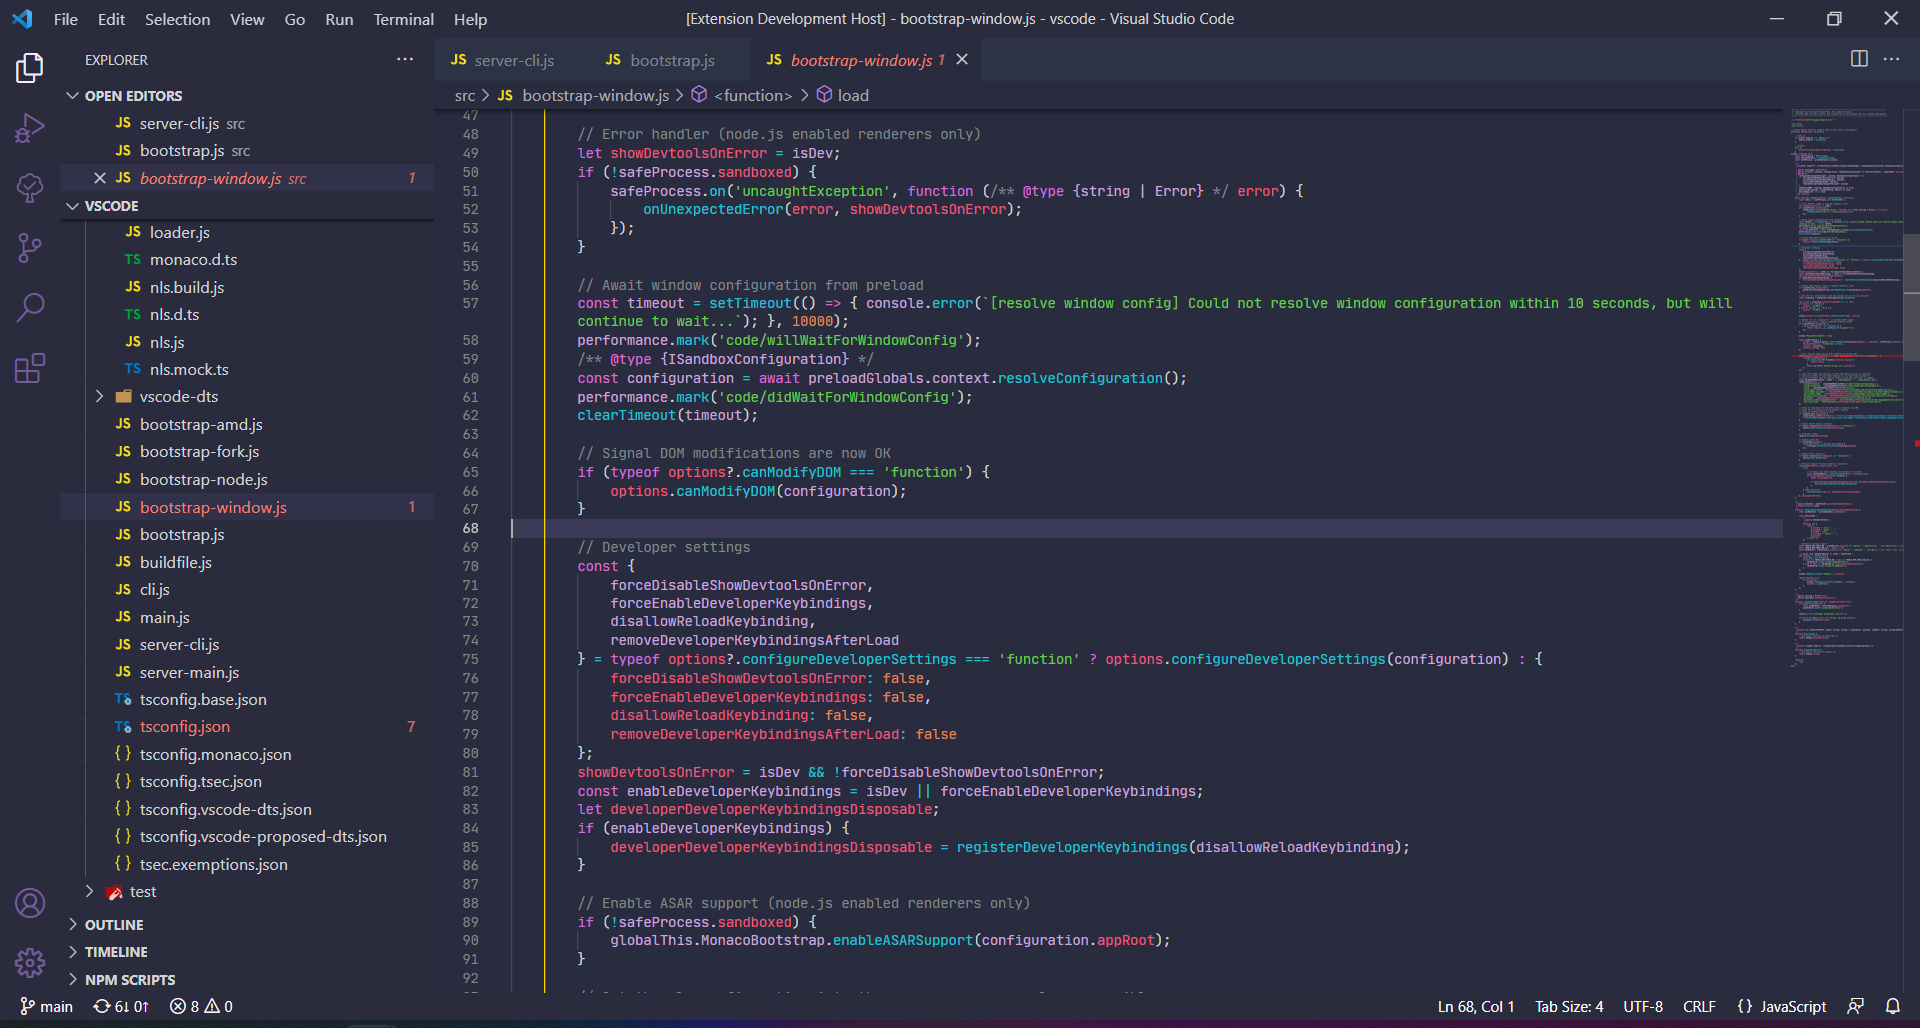 File Edit Selection View Go Run Terminal Help
[Extension Development Host] - bootstrap-window.js - vscode - Visual Studio Code
EXPLORER
OPEN EDITORS
JS server-cli.js src
JS bootstrap.js src
JS bootstrap-window.js src 1
VSCODE
JS loader.js
TS monaco.d.ts
JS nls.build.js
TS nls.d.ts
JS nls.js
TS nls.mock.ts
vscode-dts
JS bootstrap-amd.js
JS bootstrap-fork.js
JS bootstrap-node.js
JS bootstrap-window.js 1
JS bootstrap.js
JS buildfile.js
JS cli.js
JS main.js
JS server-cli.js
JS server-main.js
TS tsconfig.base.json
TS tsconfig.json 7
{} tsconfig.monaco.json
{} tsconfig.tsec.json
{} tsconfig.vscode-dts.json
{} tsconfig.vscode-proposed-dts.json
{} tsec.exemptions.json
test
OUTLINE
TIMELINE
NPM SCRIPTS
JS server-cli.js JS bootstrap.js JS bootstrap-window.js 1
src > JS bootstrap-window.js > <function> > load
47
48 // Error handler (node.js enabled renderers only)
49 let showDevtoolsOnError = isDev;
50 if (!safeProcess.sandboxed) {
51 safeProcess.on('uncaughtException', function (/** @type {string | Error} */ error) {
52 onUnexpectedError(error, showDevtoolsOnError);
53 });
54 }
55
56 // Await window configuration from preload
57 const timeout = setTimeout(() => { console.error(`[resolve window config] Could not resolve window configuration within 10 seconds, but will
continue to wait...`); }, 10000);
58 performance.mark('code/willWaitForWindowConfig');
59 /** @type {ISandboxConfiguration} */
60 const configuration = await preloadGlobals.context.resolveConfiguration();
61 performance.mark('code/didWaitForWindowConfig');
62 clearTimeout(timeout);
63
64 // Signal DOM modifications are now OK
65 if (typeof options?.canModifyDOM === 'function') {
66 options.canModifyDOM(configuration);
67 }
68
69 // Developer settings
70 const {
71 forceDisableShowDevtoolsOnError,
72 forceEnableDeveloperKeybindings,
73 disallowReloadKeybinding,
74 removeDeveloperKeybindingsAfterLoad
75 } = typeof options?.configureDeveloperSettings === 'function' ? options.configureDeveloperSettings(configuration) : {
76 forceDisableShowDevtoolsOnError: false,
77 forceEnableDeveloperKeybindings: false,
78 disallowReloadKeybinding: false,
79 removeDeveloperKeybindingsAfterLoad: false
80 };
81 showDevtoolsOnError = isDev && !forceDisableShowDevtoolsOnError;
82 const enableDeveloperKeybindings = isDev || forceEnableDeveloperKeybindings;
83 let developerDeveloperKeybindingsDisposable;
84 if (enableDeveloperKeybindings) {
85 developerDeveloperKeybindingsDisposable = registerDeveloperKeybindings(disallowReloadKeybinding);
86 }
87
88 // Enable ASAR support (node.js enabled renderers only)
89 if (!safeProcess.sandboxed) {
90 globalThis.MonacoBootstrap.enableASARSupport(configuration.appRoot);
91 }
92
main 6↓ 0↑ 8 0
Ln 68, Col 1 Tab Size: 4 UTF-8 CRLF {} JavaScript